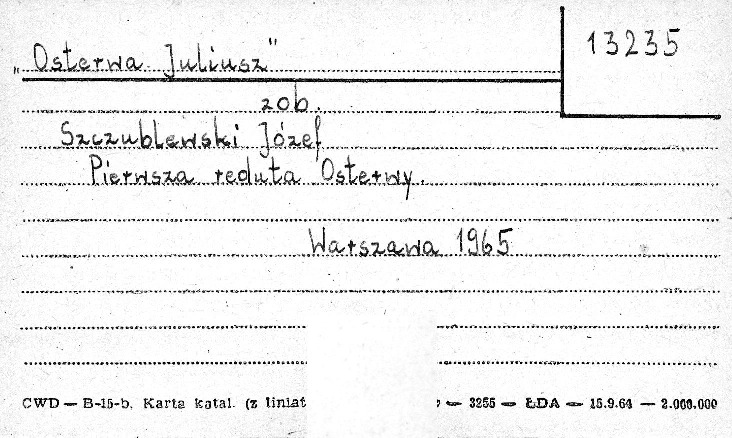 13235
„Osterwa Juliusz”
zob.
Szczublewski Józef
Pierwsza reduta Osterwy.
Warszawa 1965
CWD — B-15-b. Karta katal. (z liniat — 3255 — ŁDA — 15.9.64 — 2.000.000